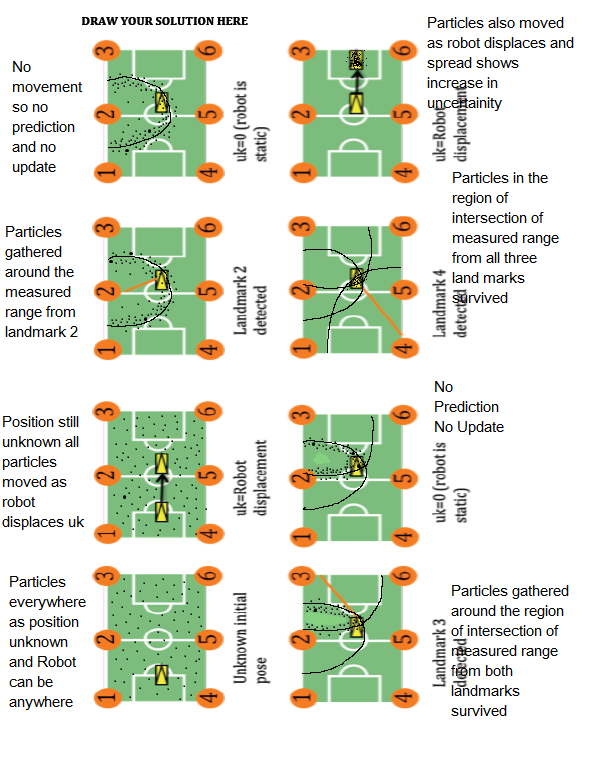 DRAW YOUR SOLUTION HERE
No
movement
so no
prediction
and no
update
3
6
2
5
1
4
uk=0 (robot is
static)
3
6
2
5
1
4
uk=Robot
displacement
Particles also moved
as robot displaces and
spread shows
increase in
uncertainity
Particles
gathered
around the
measured
range from
landmark 2
3
6
2
5
1
4
Landmark 2
detected
3
6
2
5
1
4
Landmark 4
detected
Particles in the
region of
intersection of
measured range
from all three
land marks
survived
Position still
unknown all
particles
moved as
robot
displaces uk
3
6
2
5
1
4
uk=Robot
displacement
3
6
2
5
1
4
uk=0 (robot is
static)
No
Prediction
No Update
Particles
everywhere
as position
unknown
and Robot
can be
anywhere
3
6
2
5
1
4
Unknown initial
pose
3
6
2
5
1
4
Landmark 3
detected
Particles gathered
around the region
of intersection of
measured range
from both
landmarks
survived